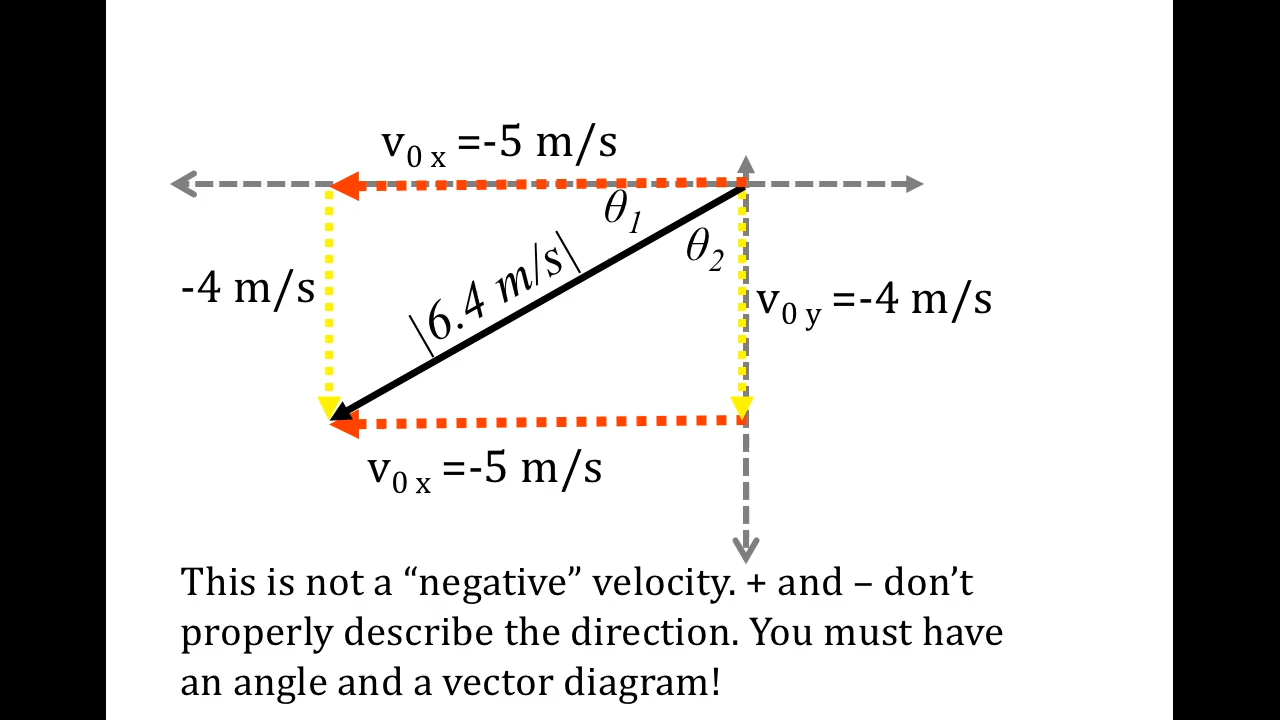 v₀ ₓ =-5 m/s
θ₁
θ₂
|6.4 m/s|
-4 m/s
v₀ y =-4 m/s
v₀ ₓ =-5 m/s
This is not a “negative” velocity. + and – don’t
properly describe the direction. You must have
an angle and a vector diagram!